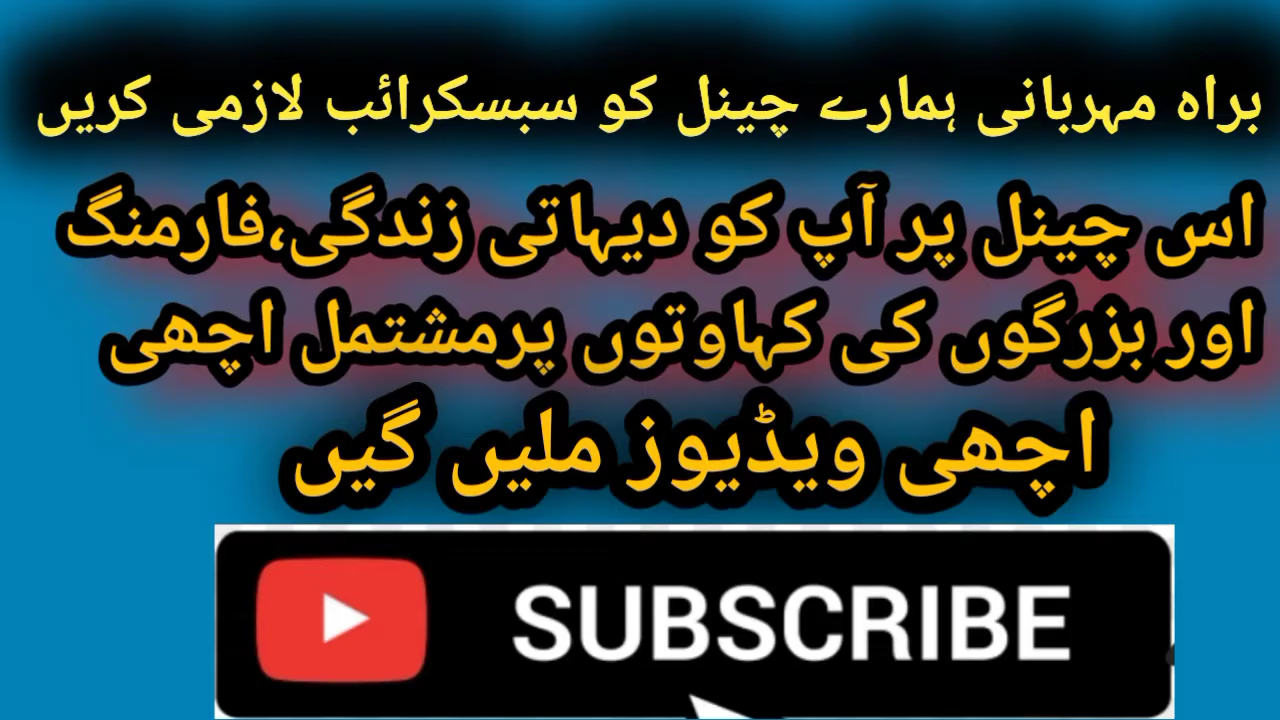 براہ مہربانی ہمارے چینل کو سبسکرائب لازمی کریں
اس چینل پر آپ کو دیہاتی زندگی،فارمنگ
اور بزرگوں کی کہاوتوں پرمشتمل اچھی
اچھی ویڈیوز ملیں گیں
SUBSCRIBE